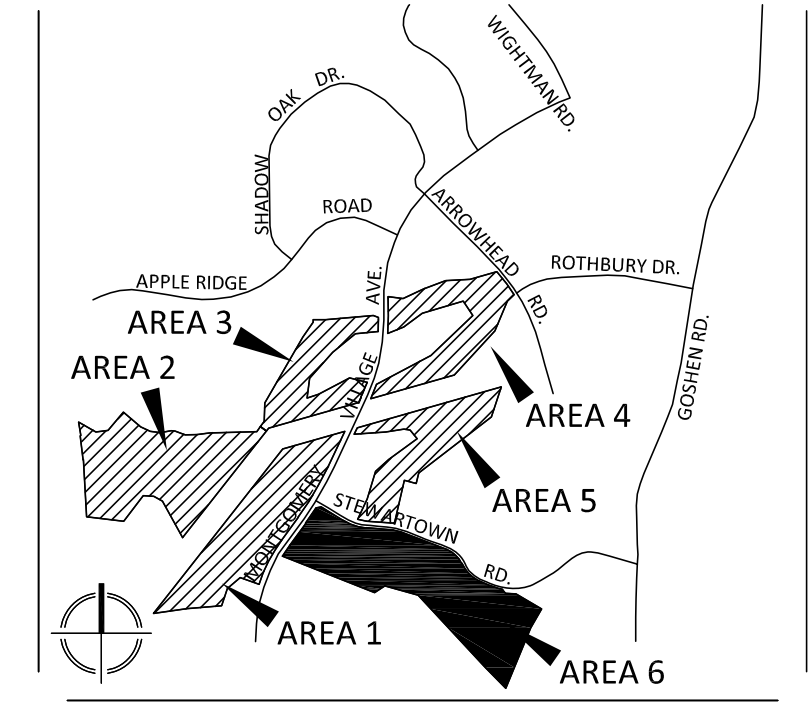 WIGHTMAN RD.
OAK DR.
SHADOW
ROAD
ARROWHEAD
RD.
ROTHBURY DR.
APPLE RIDGE
AVE.
AREA 3
AREA 2
VILLAGE
GOSHEN RD.
AREA 4
AREA 5
MONTGOMERY
STEWARTOWN
RD.
AREA 1
AREA 6